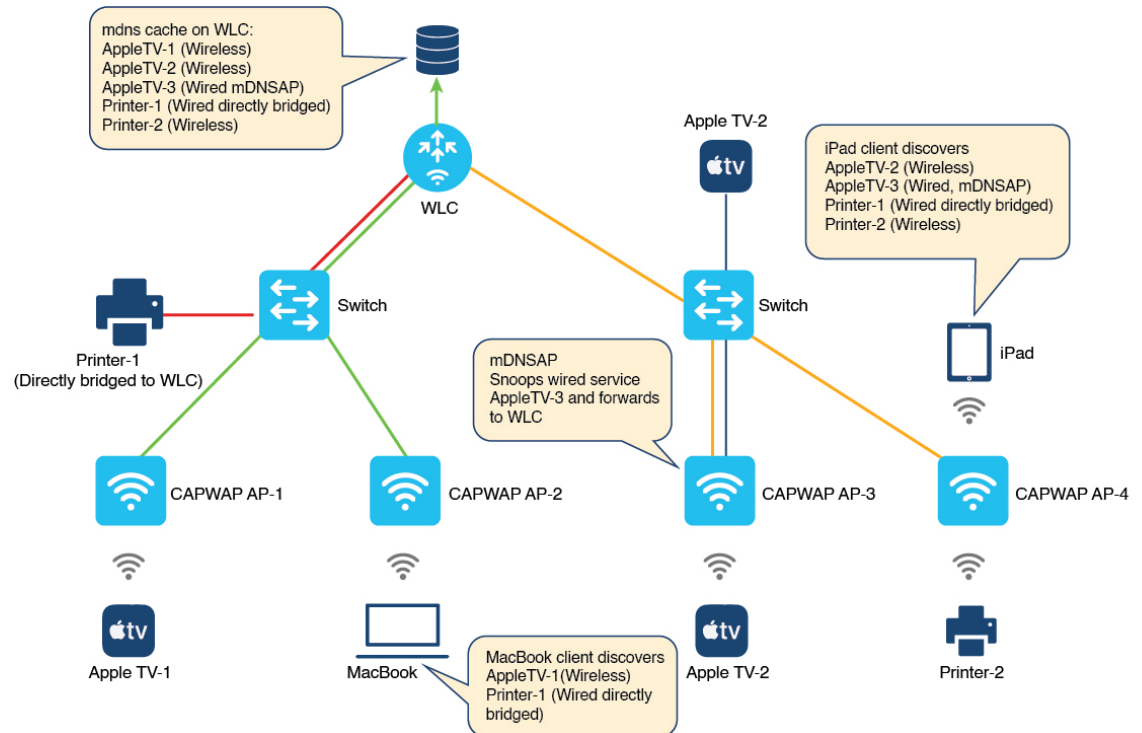 mdns cache on WLC:
AppleTV-1 (Wireless)
AppleTV-2 (Wireless)
AppleTV-3 (Wired mDNSAP)
Printer-1 (Wired directly bridged)
Printer-2 (Wireless)
WLC
Apple TV-2
tv
iPad client discovers
AppleTV-2 (Wireless)
AppleTV-3 (Wired, mDNSAP)
Printer-1 (Wired directly bridged)
Printer-2 (Wireless)
Switch
Switch
Printer-1
(Directly bridged to WLC)
mDNSAP
Snoops wired service
AppleTV-3 and forwards
to WLC
iPad
CAPWAP AP-1
CAPWAP AP-2
CAPWAP AP-3
CAPWAP AP-4
tv
Apple TV-1
MacBook
MacBook client discovers
AppleTV-1(Wireless)
Printer-1 (Wired directly
bridged)
tv
Apple TV-2
Printer-2